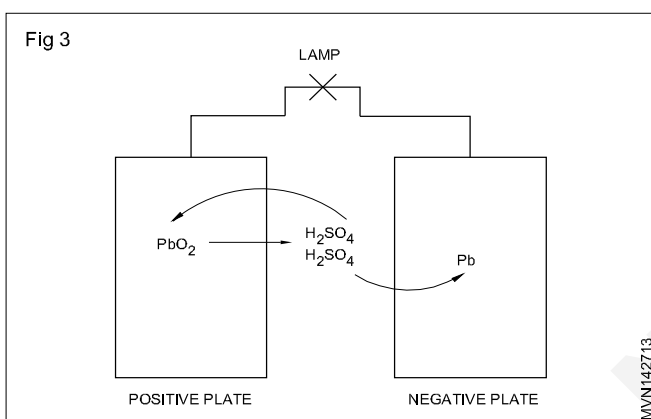 Fig 3
LAMP
PbO₂
H₂SO₄
H₂SO₄
Pb
POSITIVE PLATE
NEGATIVE PLATE
MVN142713